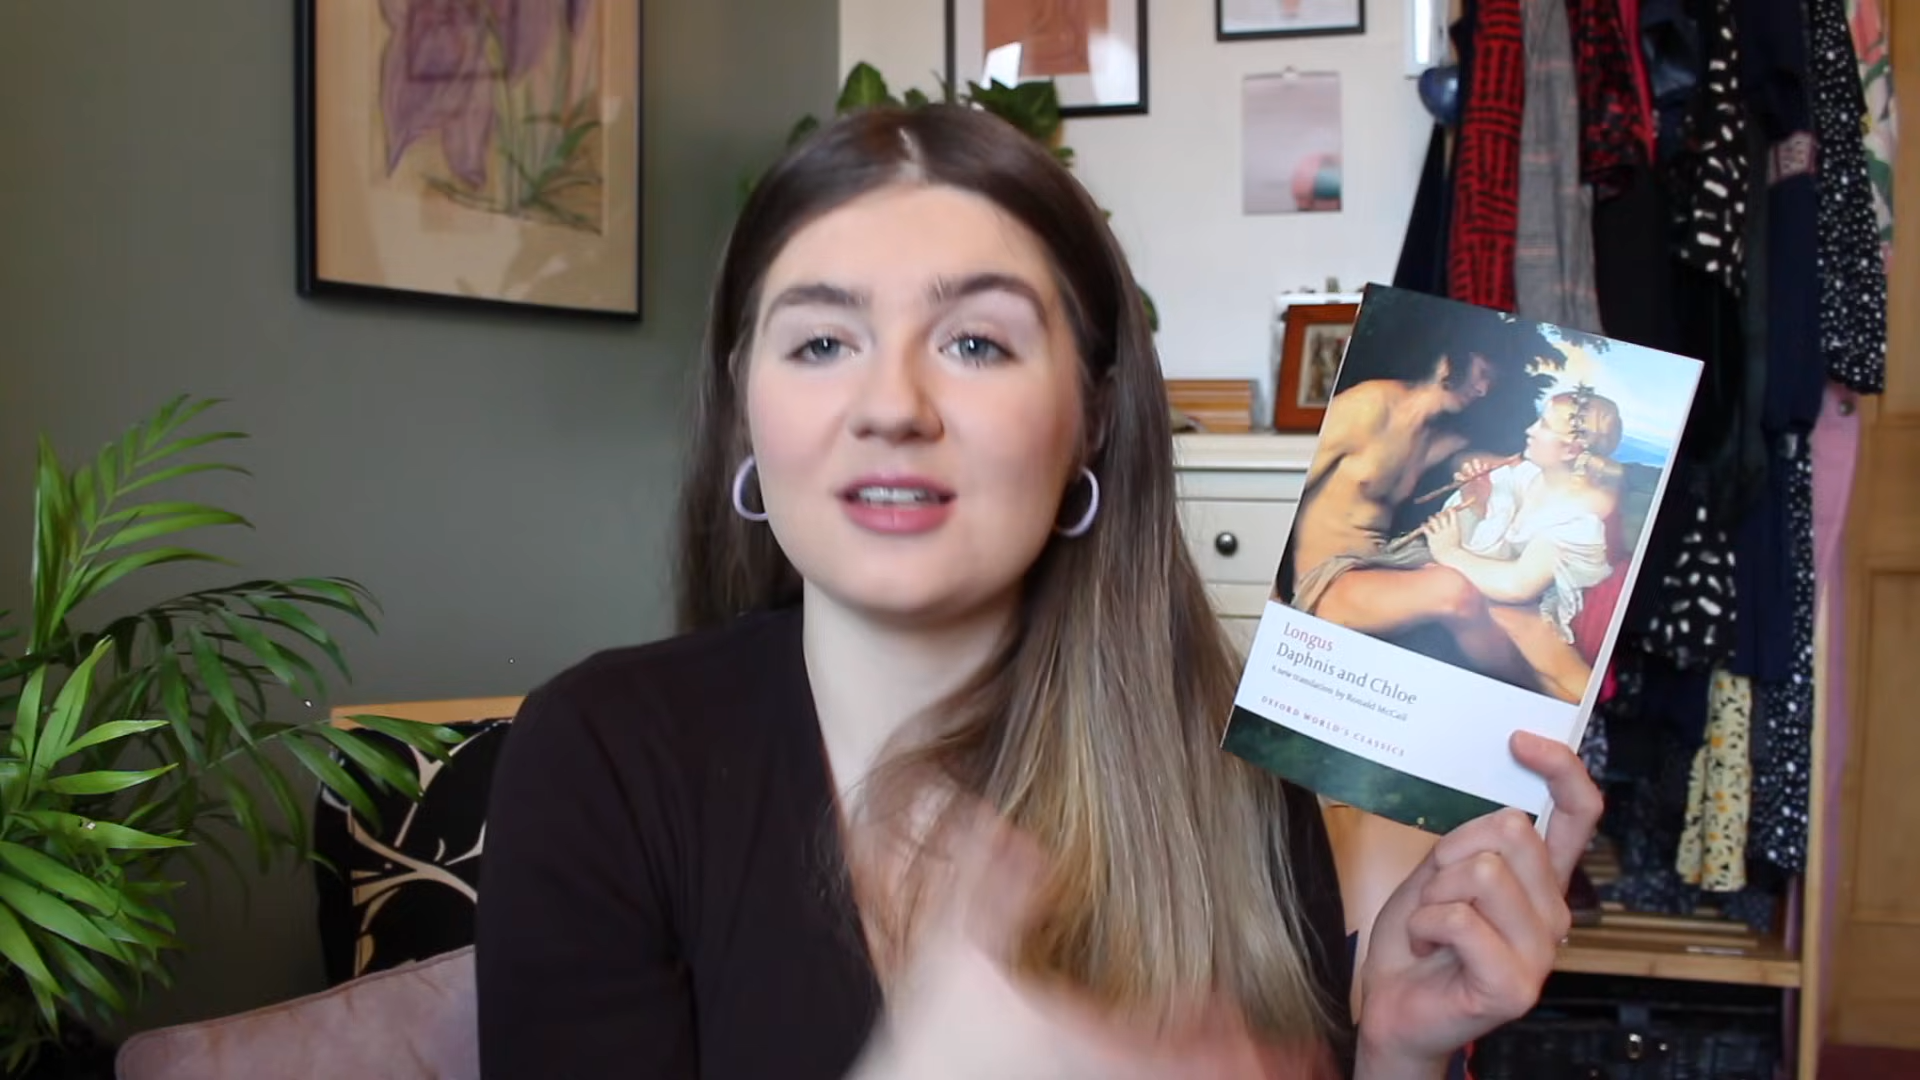 Longus
Daphnis and Chloe
A new translation by Ronald McCail
OXFORD WORLD'S CLASSICS